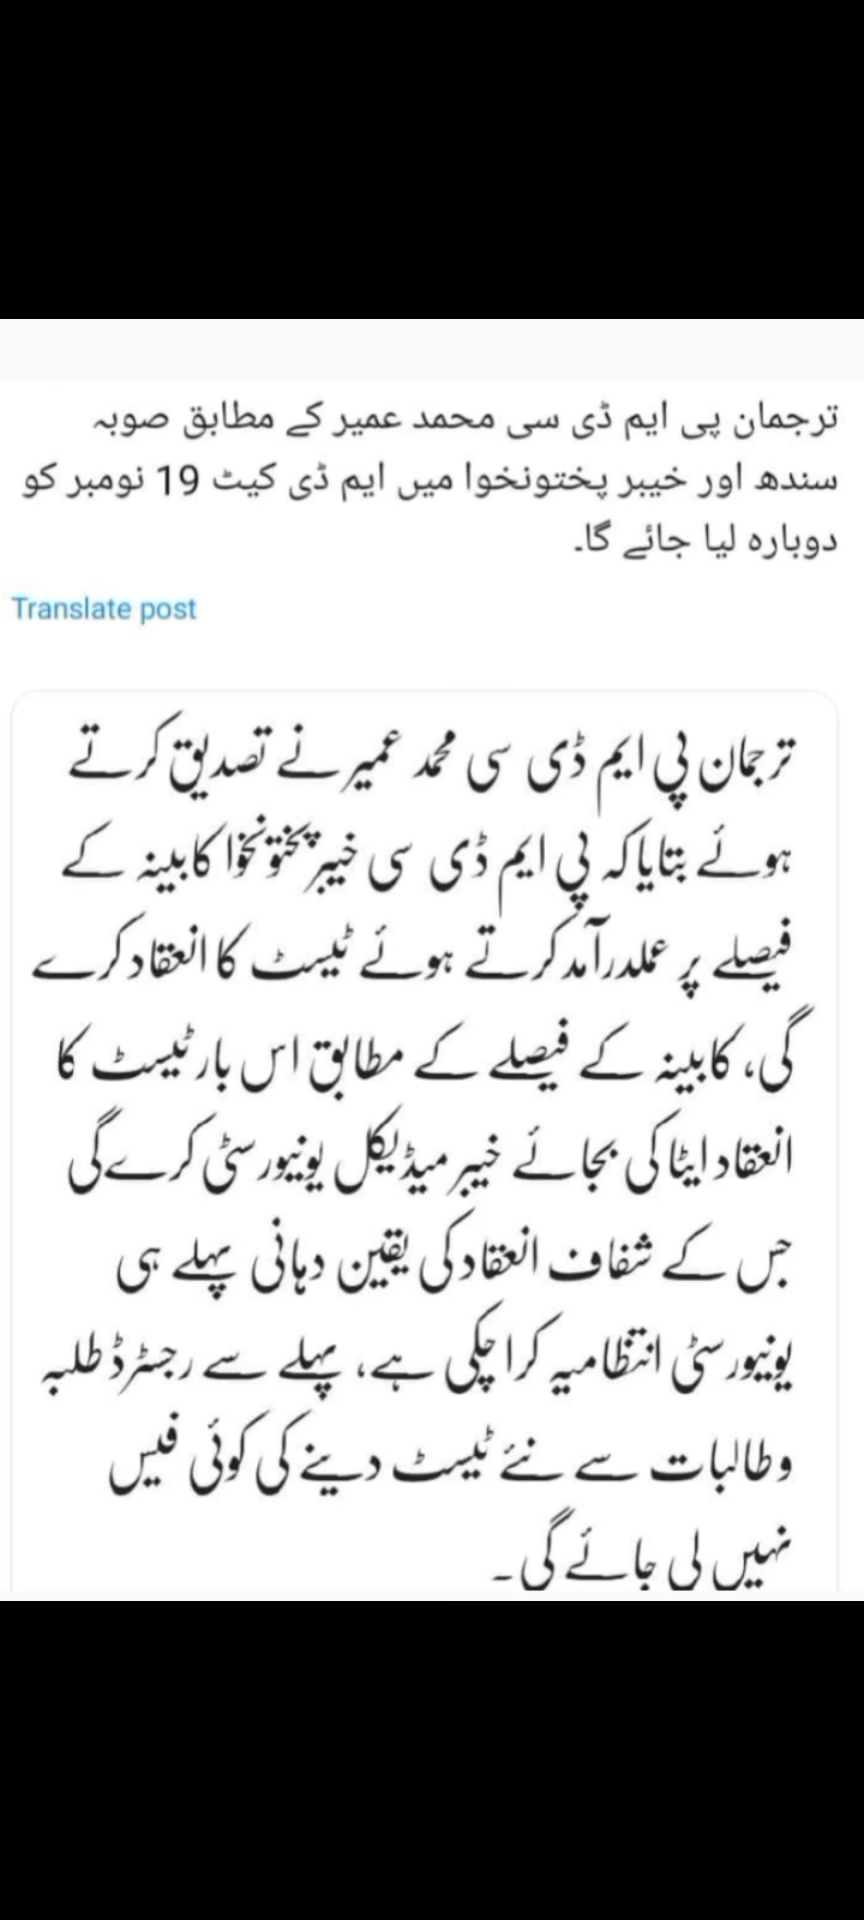 ترجمان پی ایم ڈی سی محمد عمیر کے مطابق صوبہ
سندھ اور خیبر پختونخوا میں ایم ڈی کیٹ 19 نومبر کو
دوبارہ لیا جائے گا۔
Translate post
ترجمان پی ایم ڈی سی محمد عمیر نے تصدیق کرتے
ہوئے بتایا کہ پی ایم ڈی سی خیبر پختونخوا کابینہ کے
فیصلے پر عملدرآمد کرتے ہوئے ٹیسٹ کا انعقاد کرے
گی، کابینہ کے فیصلے کے مطابق اس بار ٹیسٹ کا
انعقاد ایٹا کی بجائے خیبر میڈیکل یونیورسٹی کرے گی
جس کے شفاف انعقاد کی یقین دہانی پہلے ہی
یونیورسٹی انتظامیہ کرا چکی ہے، پہلے سے رجسٹرڈ طلبہ
و طالبات سے نئے ٹیسٹ دینے کی کوئی فیس
نہیں لی جائے گی۔